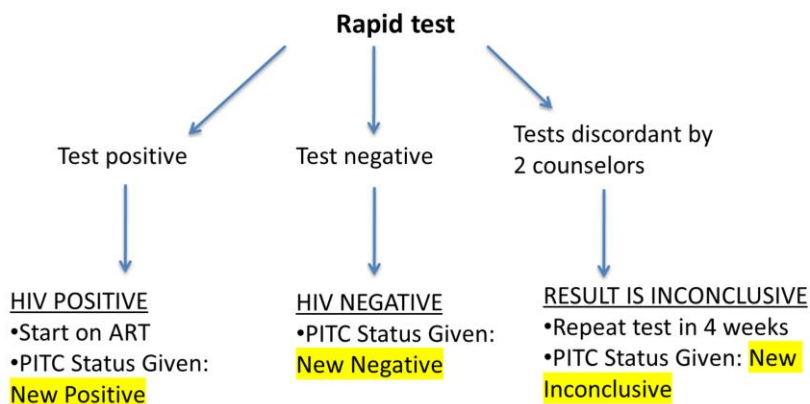 Rapid test
Test positive
Test negative
Tests discordant by
2 counselors
HIV POSITIVE
•Start on ART
•PITC Status Given:
New Positive
HIV NEGATIVE
•PITC Status Given:
New Negative
RESULT IS INCONCLUSIVE
•Repeat test in 4 weeks
•PITC Status Given: New
Inconclusive